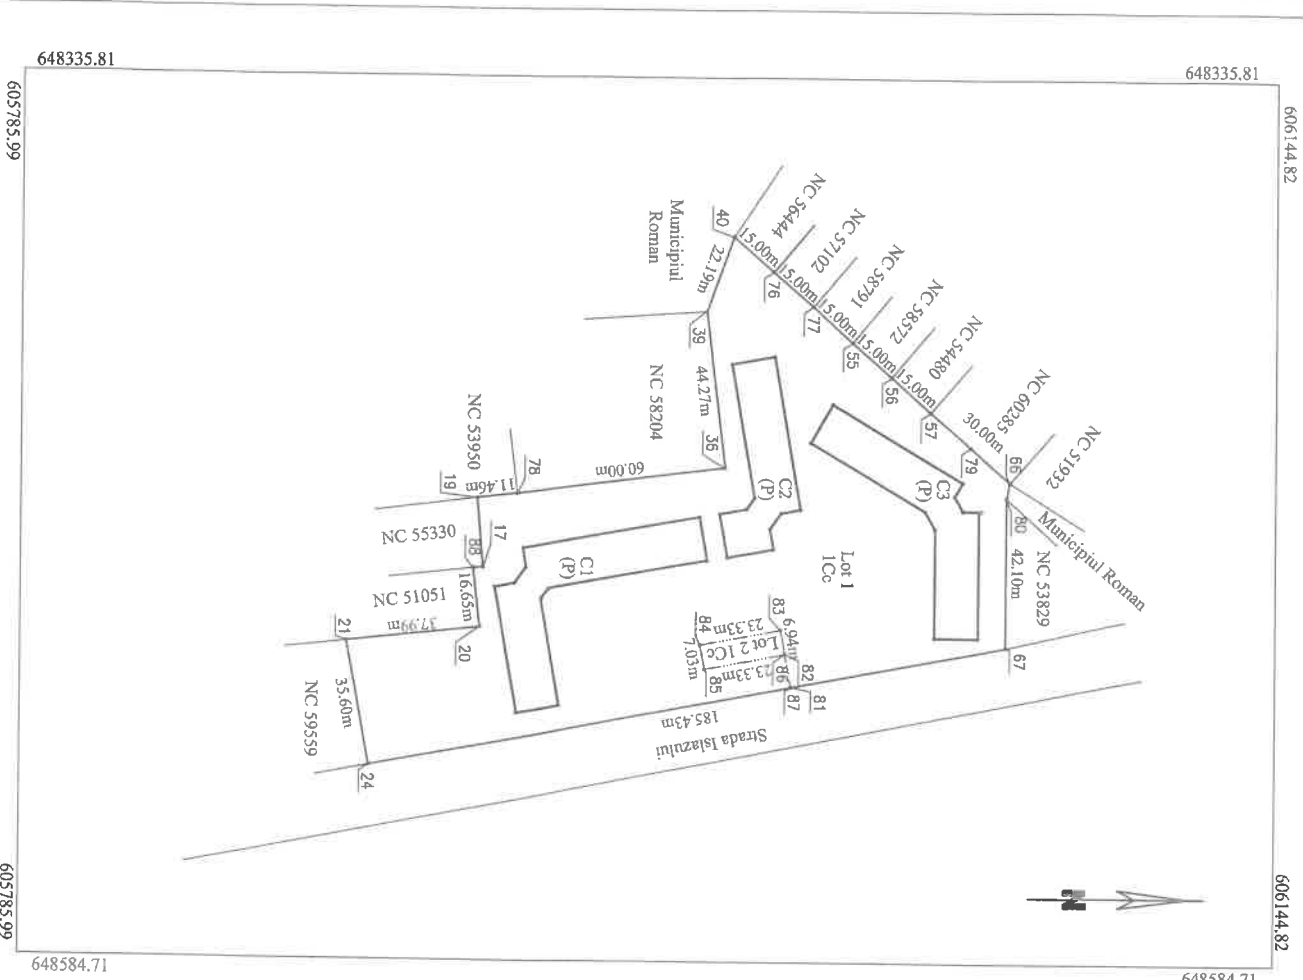 648335.81
648335.81
605785.99
606144.82
NC 56444
NC 57102
NC 58791
NC 58572
NC 54480
NC 60285
NC 51932
Municipiul Roman
NC 53829
Municipiul
Roman
40
15.00m
15.00m
15.00m
15.00m
15.00m
30.00m
76
77
55
56
57
79
66
80
42.10m
67
22.19m
39
44.27m
36
NC 58204
60.00m
78
11.46m
NC 53950
19
17
88
NC 55330
NC 51051
16.65m
37.99m
20
21
35.60m
NC 59559
24
C2
(P)
C3
(P)
C1
(P)
Lot 1
1Cc
83
6.94m
23.33m
84
Lot 2 1Cc
7.03m
23.33m
85
86
82
81
87
185.43m
Strada Islazului
605785.99
606144.82
648584.71
648584.71